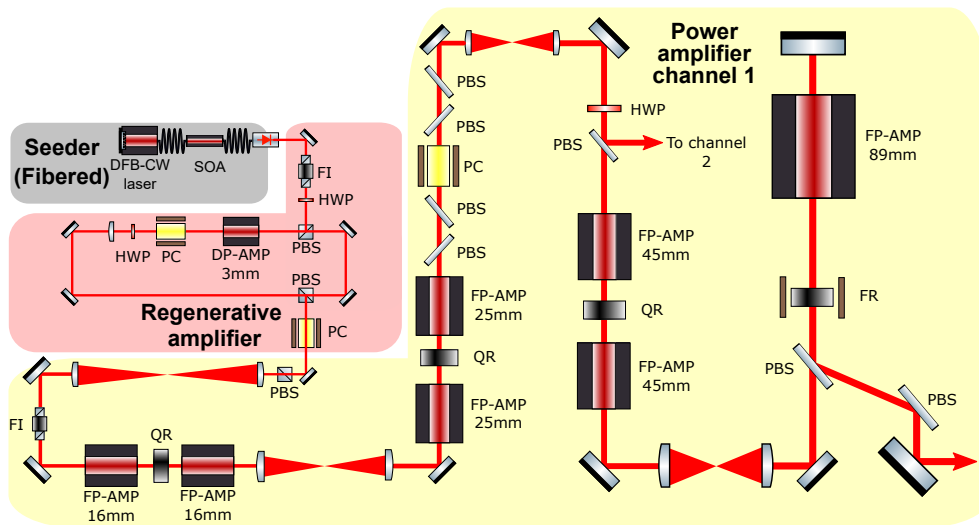 Seeder
(Fibered)
DFB-CW
laser
SOA
FI
HWP
PBS
HWP
PC
DP-AMP
3mm
PBS
Regenerative
amplifier
PC
PBS
FI
QR
FP-AMP
16mm
FP-AMP
16mm
PBS
PBS
PC
PBS
PBS
FP-AMP
25mm
QR
FP-AMP
25mm
Power
amplifier
channel 1
HWP
PBS
To channel
2
FP-AMP
45mm
QR
FP-AMP
45mm
FP-AMP
89mm
FR
PBS
PBS